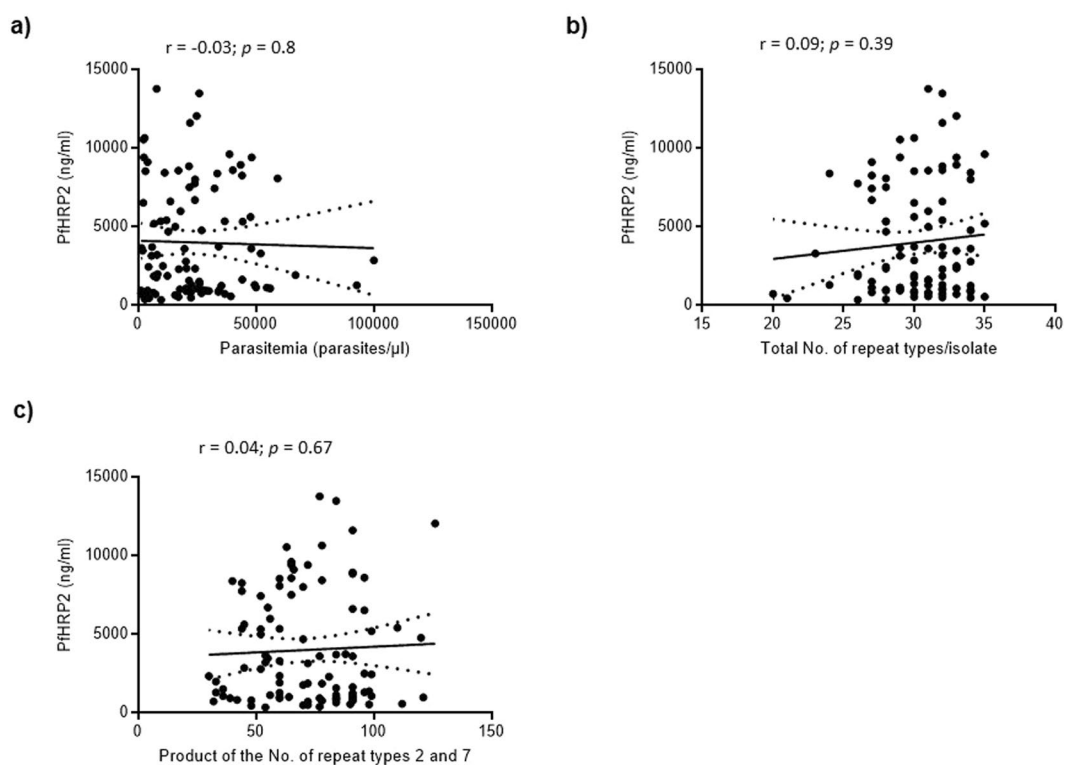 a)
r = -0.03; p = 0.8
15000
10000
5000
0
PfHRP2 (ng/ml)
0 50000 100000 150000
Parasitemia (parasites/µl)
b)
r = 0.09; p = 0.39
15000
10000
5000
0
PfHRP2 (ng/ml)
15 20 25 30 35 40
Total No. of repeat types/isolate
c)
r = 0.04; p = 0.67
15000
10000
5000
0
PfHRP2 (ng/ml)
0 50 100 150
Product of the No. of repeat types 2 and 7